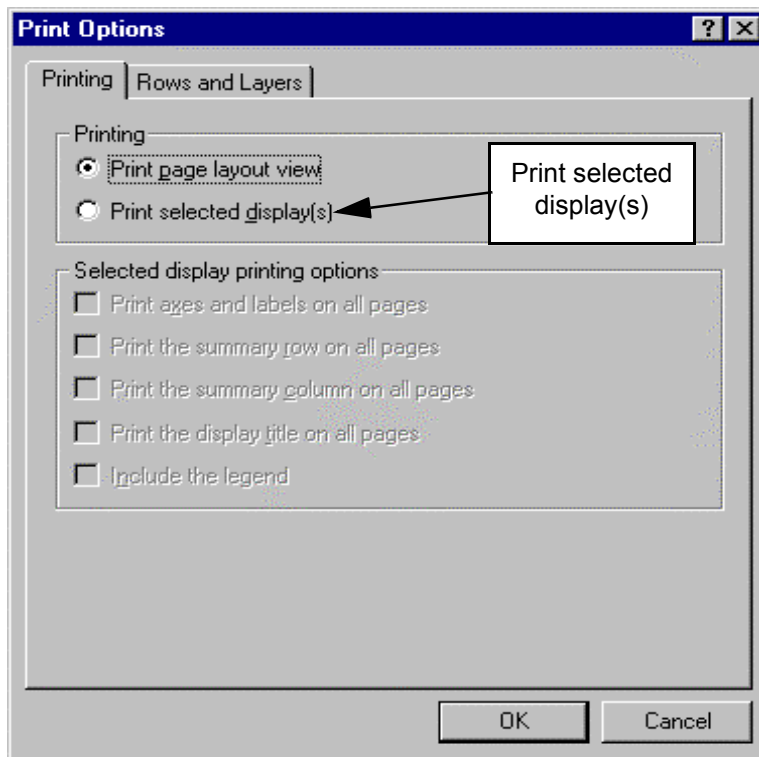 Print Options
Printing
Rows and Layers
Printing
Print page layout view
Print selected display(s)
Print selected
display(s)
Selected display printing options
Print axes and labels on all pages
Print the summary row on all pages
Print the summary column on all pages
Print the display title on all pages
Include the legend
OK
Cancel